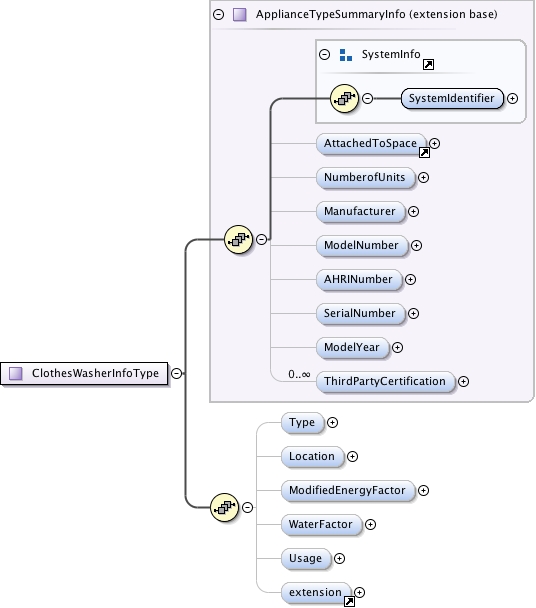 ApplianceTypeSummaryInfo (extension base)
SystemInfo
SystemIdentifier
AttachedToSpace
NumberofUnits
Manufacturer
ModelNumber
AHRINumber
SerialNumber
ModelYear
0..∞
ThirdPartyCertification
ClothesWasherInfoType
Type
Location
ModifiedEnergyFactor
WaterFactor
Usage
extension